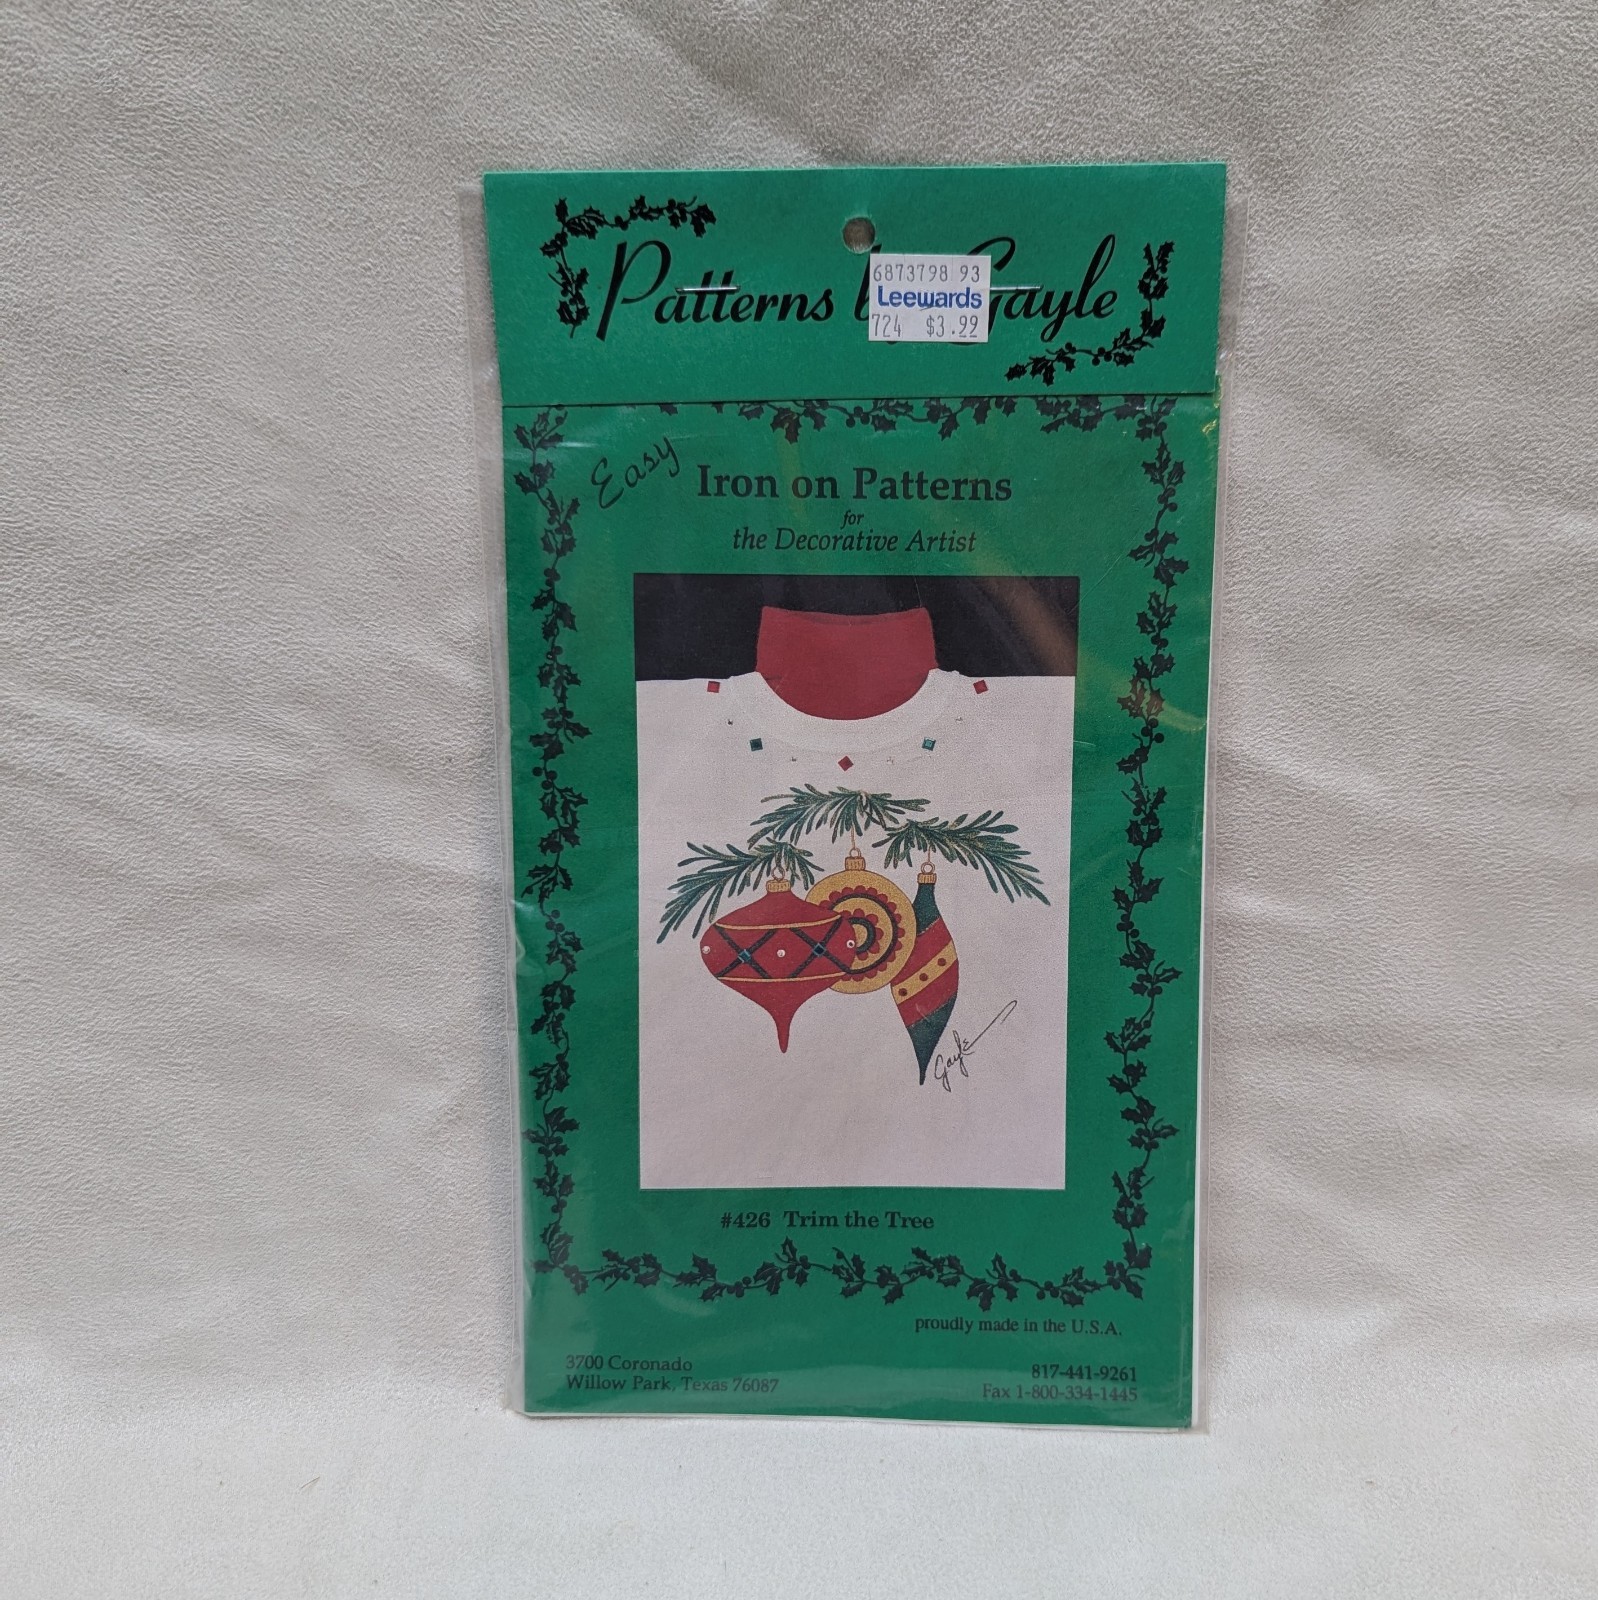 Patterns by Gayle
6873798 93
Leewards
724 $3.99
Easy
Iron on Patterns
for
the Decorative Artist
Gayle
#426 Trim the Tree
proudly made in the U.S.A.
3700 Coronado
Willow Park, Texas 76087
817-441-9261
Fax 1-800-334-1445